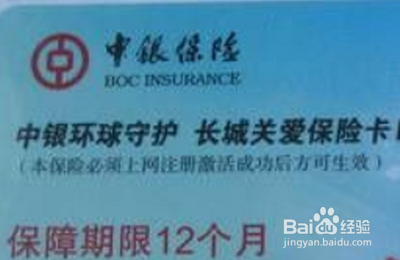 中银保险
BOC INSURANCE
中银环球守护 长城关爱保险卡
(本保险必须上网注册激活成功后方可生效)
保障期限12个月
Baidu经验
jingyan.baidu.com